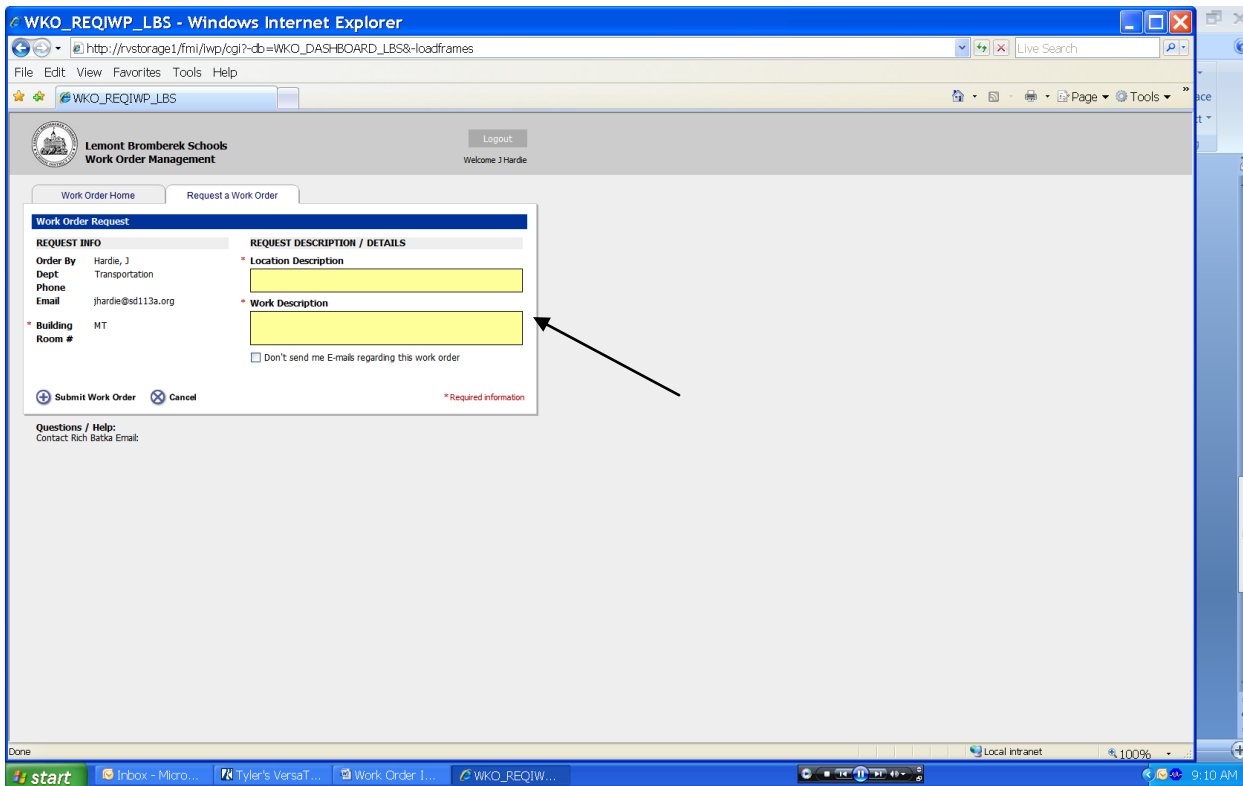 WKO_REQIWP_LBS - Windows Internet Explorer
http://rvstorage1/fmi/iwp/cgi?-db=WKO_DASHBOARD_LBS&-loadframes
Live Search
File Edit View Favorites Tools Help
WKO_REQIWP_LBS
Page Tools
Lemont Bromberek Schools
Work Order Management
Logout
Welcome J Hardie
Work Order Home
Request a Work Order
Work Order Request
REQUEST INFO
Order By Hardie, J
Dept Transportation
Phone
Email jhardie@sd113a.org
* Building MT
Room #
REQUEST DESCRIPTION / DETAILS
* Location Description
* Work Description
Don't send me E-mails regarding this work order
Submit Work Order Cancel
* Required information
Questions / Help:
Contact Rich Batka Email:
Done
Local intranet
100%
start
Inbox - Micro...
Tyler's VersaT...
Work Order I...
WKO_REQIW...
9:10 AM